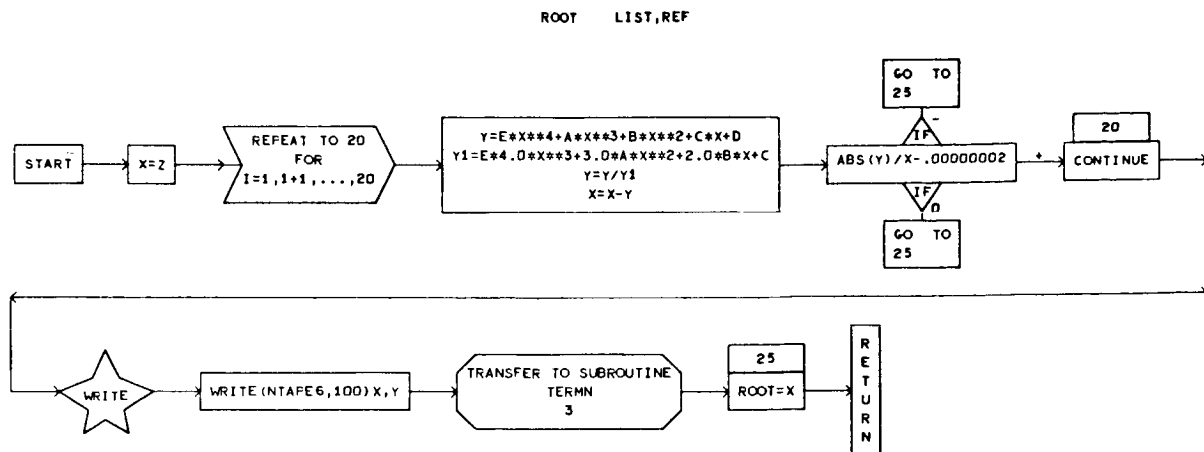 ROOT LIST,REF
START
X=Z
REPEAT TO 20
FOR
I=1,1+1,...,20
Y=E*X**4+A*X**3+B*X**2+C*X+D
Y1=E*4.0*X**3+3.0*A*X**2+2.0*B*X+C
Y=Y/Y1
X=X-Y
GO TO
25
IF -
ABS(Y)/X-.00000002
+
IF 0
GO TO
25
20
CONTINUE
WRITE
WRITE(NTAPE6,100)X,Y
TRANSFER TO SUBROUTINE
TERMN
3
25
ROOT=X
RETURN